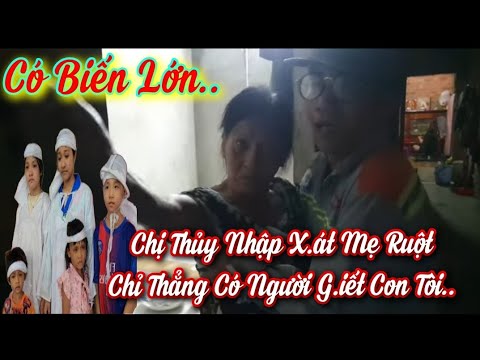 Có Biến Lớn..
Chị Thủy Nhập X.át Mẹ Ruột
Chỉ Thẳng Có Người G.iết Con Tôi..